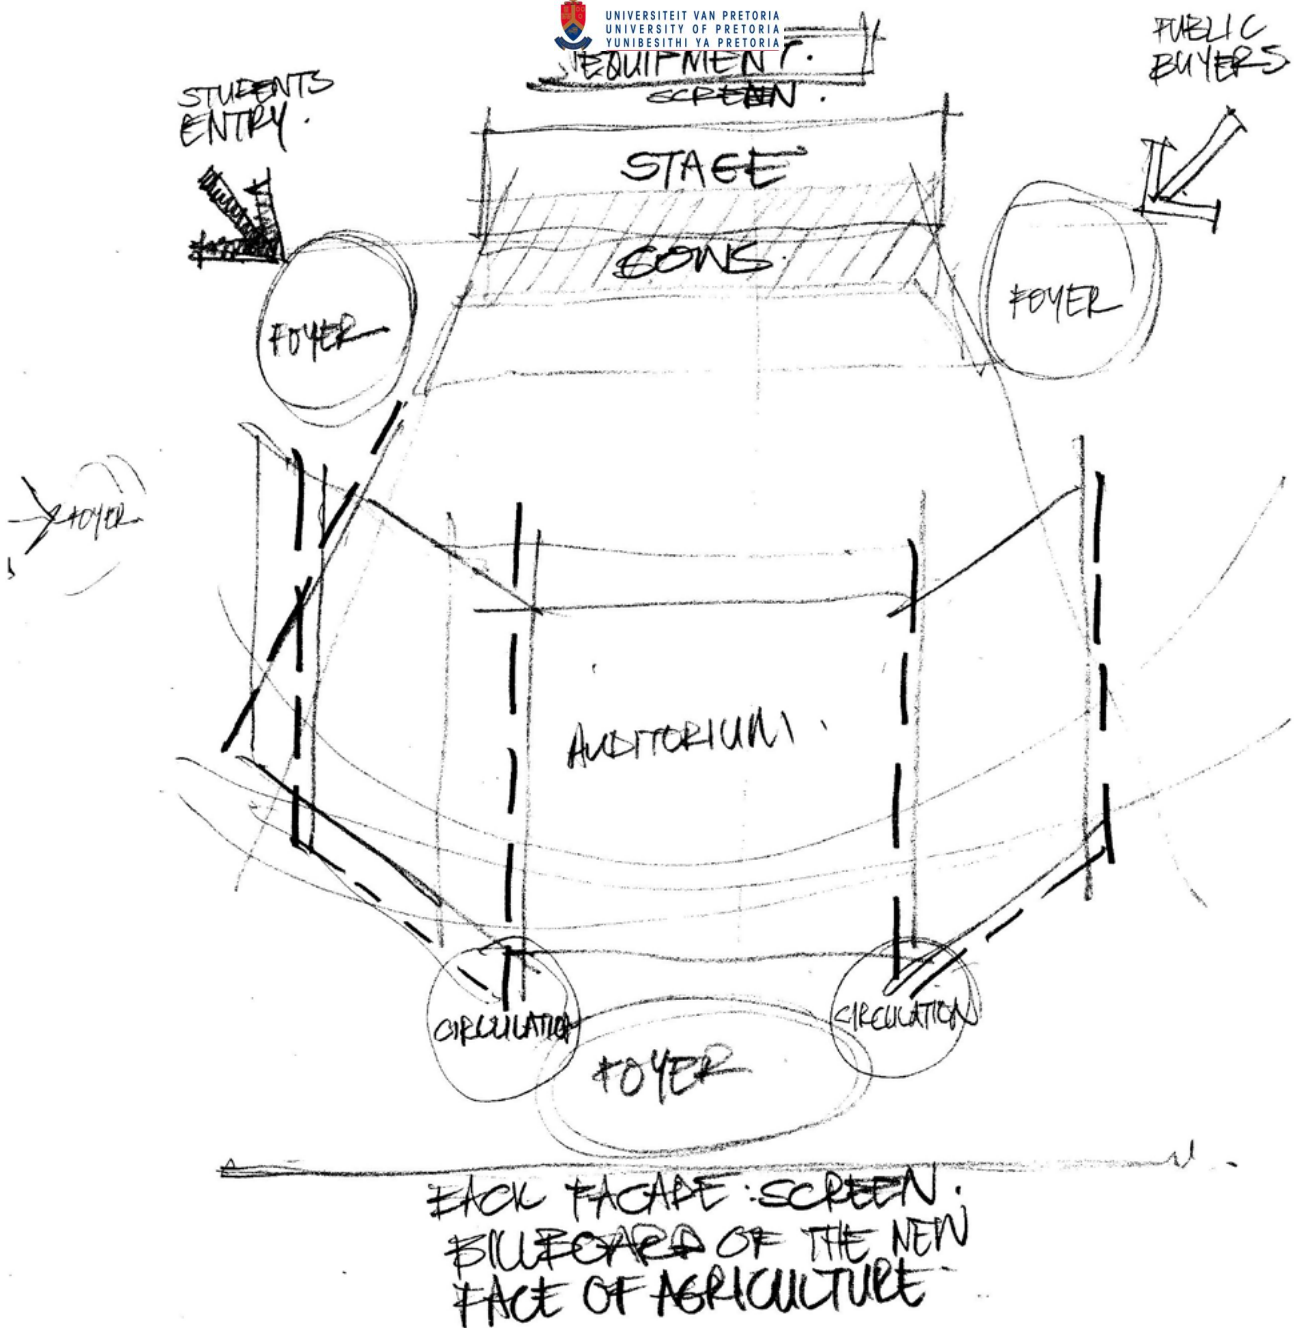 UNIVERSITEIT VAN PRETORIA
UNIVERSITY OF PRETORIA
YUNIBESITHI YA PRETORIA
EQUIPMENT.
SCREEN.
PUBLIC
BUYERS
STUDENTS
ENTRY.
STAGE
FOYER
FOYER
FOYER
AUDITORIUM.
CIRCULATION
CIRCULATION
FOYER
BACK FACADE: SCREEN.
BILLBOARD OF THE NEW
FACE OF AGRICULTURE